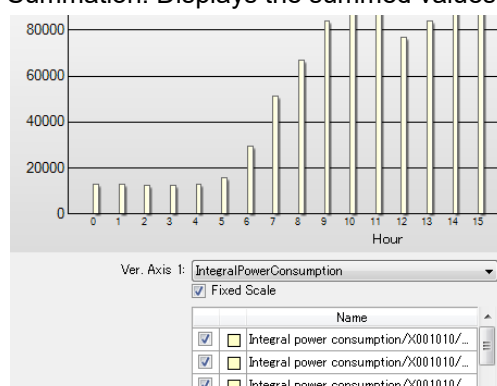 Summation: Displays the summed values
80000
60000
40000
20000
0
0 1 2 3 4 5 6 7 8 9 10 11 12 13 14 15
Hour
Ver. Axis 1: IntegralPowerConsumption
Fixed Scale
Name
Integral power consumption/X001010/...
Integral power consumption/X001010/...
Integral power consumption/X001010/...